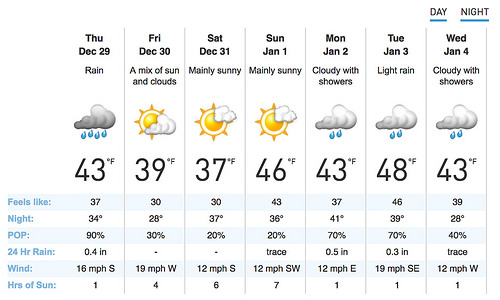 DAY NIGHT
Thu Fri Sat Sun Mon Tue Wed
Dec 29 Dec 30 Dec 31 Jan 1 Jan 2 Jan 3 Jan 4
Rain A mix of sun and clouds Mainly sunny Mainly sunny Cloudy with showers Light rain Cloudy with showers
43°F 39°F 37°F 46°F 43°F 48°F 43°F
Feels like: 37 30 30 43 37 46 39
Night: 34° 28° 37° 36° 41° 39° 28°
POP: 90% 30% 20% 20% 70% 70% 40%
24 Hr Rain: 0.4 in - - trace 0.5 in 0.3 in trace
Wind: 16 mph S 19 mph W 12 mph S 12 mph SW 12 mph E 19 mph SE 12 mph W
Hrs of Sun: 1 4 6 7 1 1 1